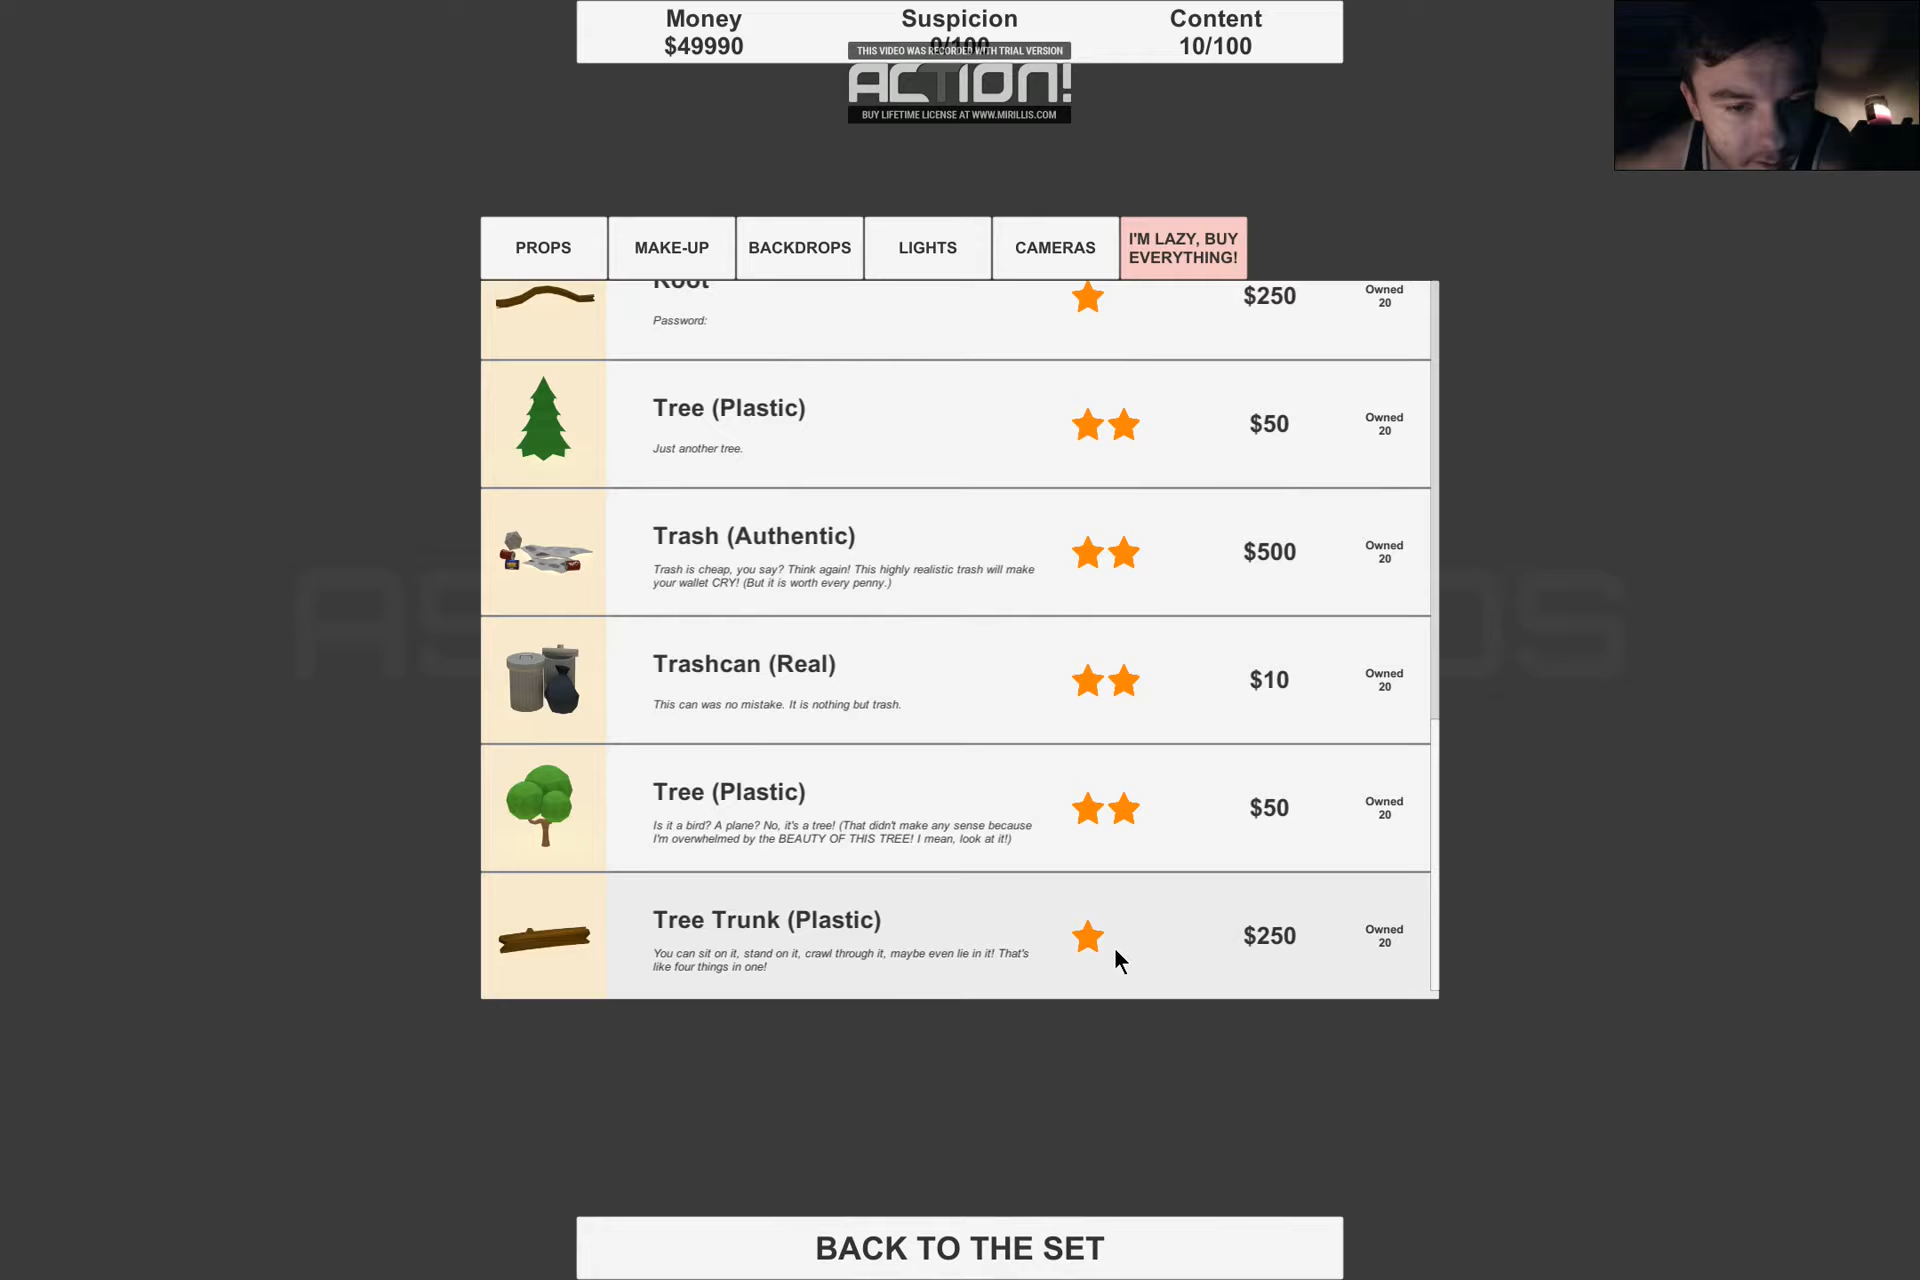 Money
$49990
Suspicion
0/100
Content
10/100
THIS VIDEO WAS RECORDED WITH TRIAL VERSION
ACTION!
BUY LIFETIME LICENSE AT WWW.MIRILLIS.COM
PROPS
MAKE-UP
BACKDROPS
LIGHTS
CAMERAS
I'M LAZY, BUY
EVERYTHING!
Root
Password:
$250
Owned
20
Tree (Plastic)
Just another tree.
$50
Owned
20
Trash (Authentic)
Trash is cheap, you say? Think again! This highly realistic trash will make
your wallet CRY! (But it is worth every penny.)
$500
Owned
20
Trashcan (Real)
This can was no mistake. It is nothing but trash.
$10
Owned
20
Tree (Plastic)
Is it a bird? A plane? No, it's a tree! (That didn't make any sense because
I'm overwhelmed by the BEAUTY OF THIS TREE! I mean, look at it!)
$50
Owned
20
Tree Trunk (Plastic)
You can sit on it, stand on it, crawl through it, maybe even lie in it! That's
like four things in one!
$250
Owned
20
BACK TO THE SET